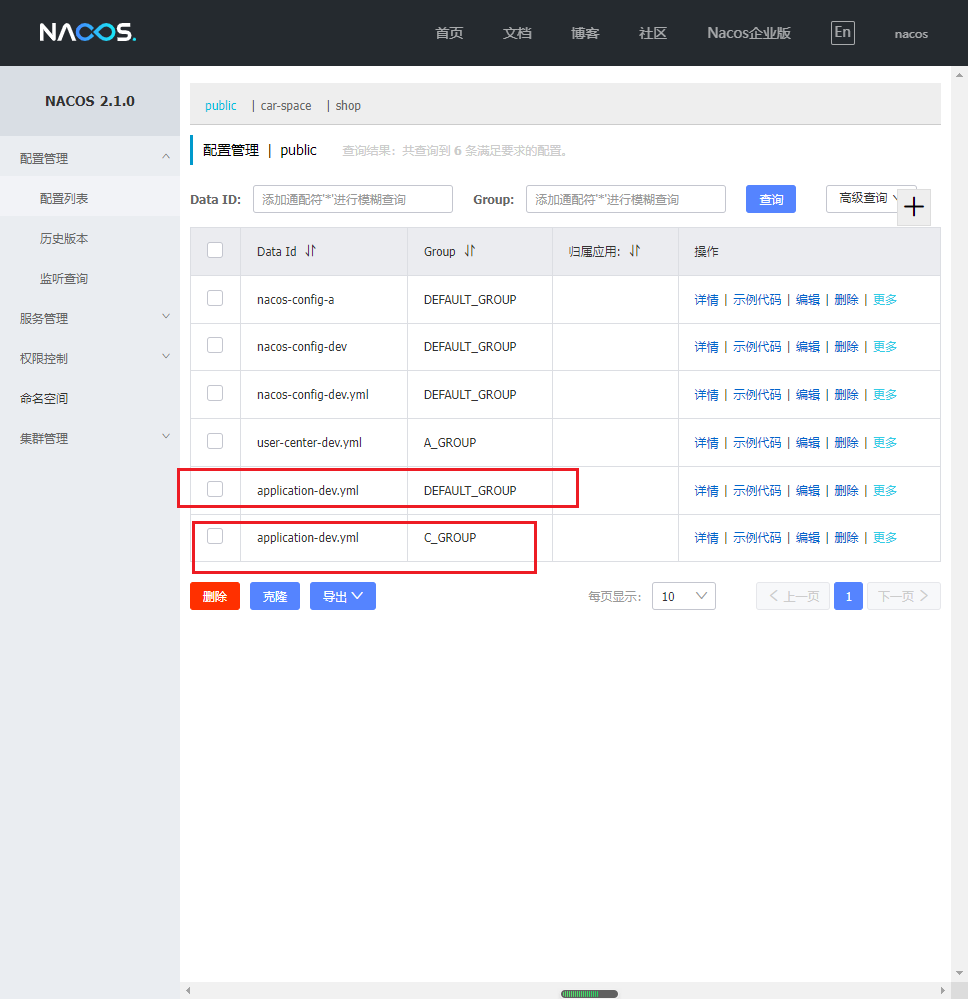 NACOS. 首页 文档 博客 社区 Nacos企业版 En nacos
NACOS 2.1.0
配置管理
配置列表
历史版本
监听查询
服务管理
权限控制
命名空间
集群管理
public | car-space | shop
配置管理 | public 查询结果：共查询到 6 条满足要求的配置。
Data ID: 添加通配符'*'进行模糊查询 Group: 添加通配符'*'进行模糊查询 查询 高级查询
Data Id Group 归属应用: 操作
nacos-config-a DEFAULT_GROUP 详情 | 示例代码 | 编辑 | 删除 | 更多
nacos-config-dev DEFAULT_GROUP 详情 | 示例代码 | 编辑 | 删除 | 更多
nacos-config-dev.yml DEFAULT_GROUP 详情 | 示例代码 | 编辑 | 删除 | 更多
user-center-dev.yml A_GROUP 详情 | 示例代码 | 编辑 | 删除 | 更多
application-dev.yml DEFAULT_GROUP 详情 | 示例代码 | 编辑 | 删除 | 更多
application-dev.yml C_GROUP 详情 | 示例代码 | 编辑 | 删除 | 更多
删除 克隆 导出 每页显示: 10 上一页 1 下一页